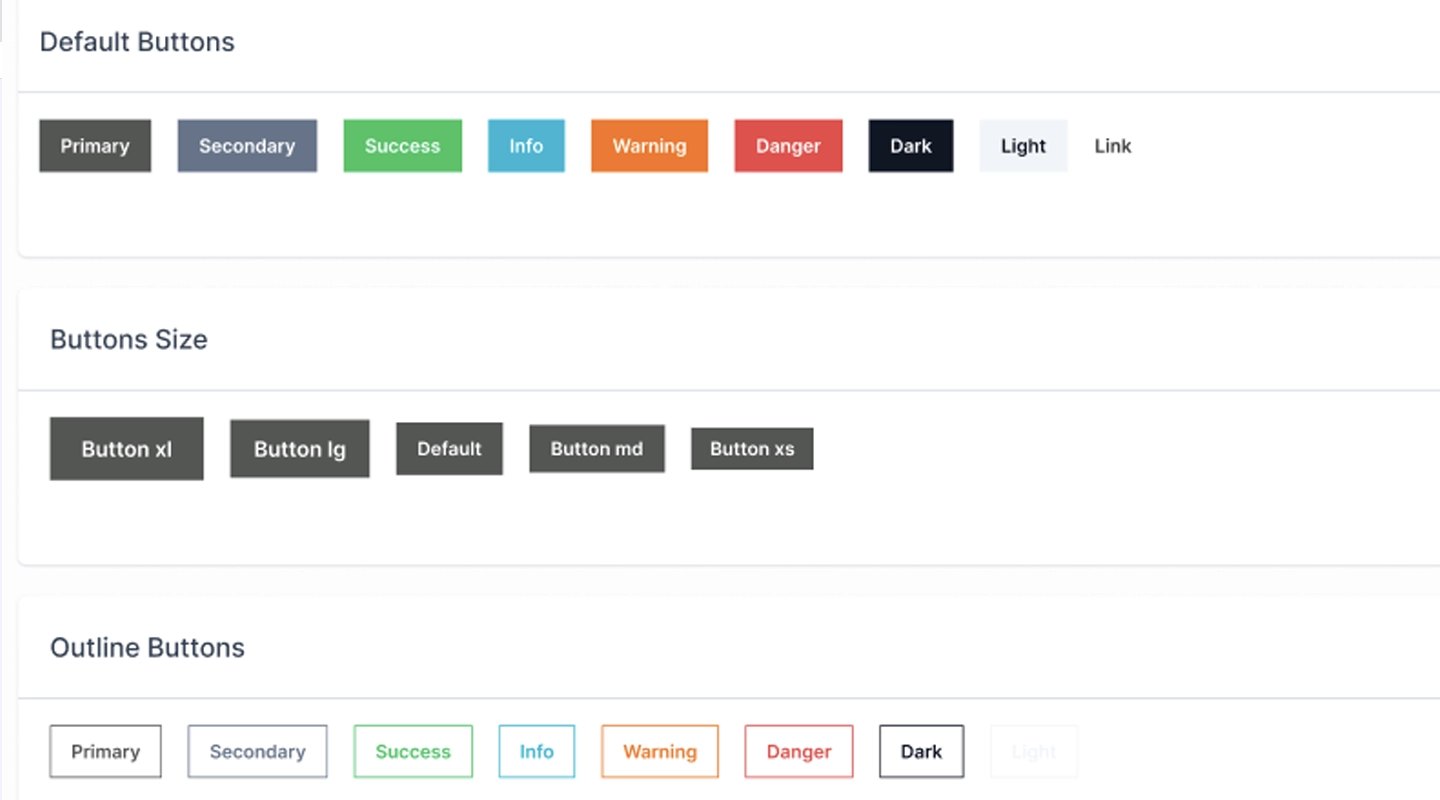 Default Buttons
Primary Secondary Success Info Warning Danger Dark Light Link
Buttons Size
Button xl Button lg Default Button md Button xs
Outline Buttons
Primary Secondary Success Info Warning Danger Dark Light